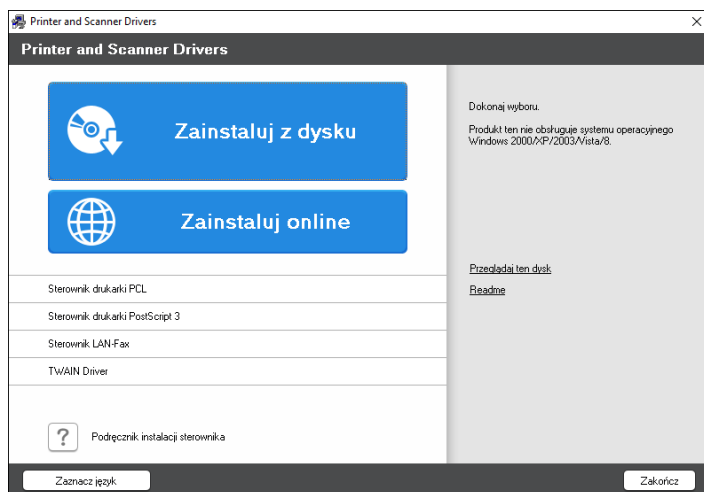 Printer and Scanner Drivers
Printer and Scanner Drivers
Zainstaluj z dysku
Zainstaluj online
Sterownik drukarki PCL
Sterownik drukarki PostScript 3
Sterownik LAN-Fax
TWAIN Driver
? Podręcznik instalacji sterownika
Dokonaj wyboru.
Produkt ten nie obsługuje systemu operacyjnego
Windows 2000/XP/2003/Vista/8.
Przeglądaj ten dysk
Readme
Zaznacz język
Zakończ